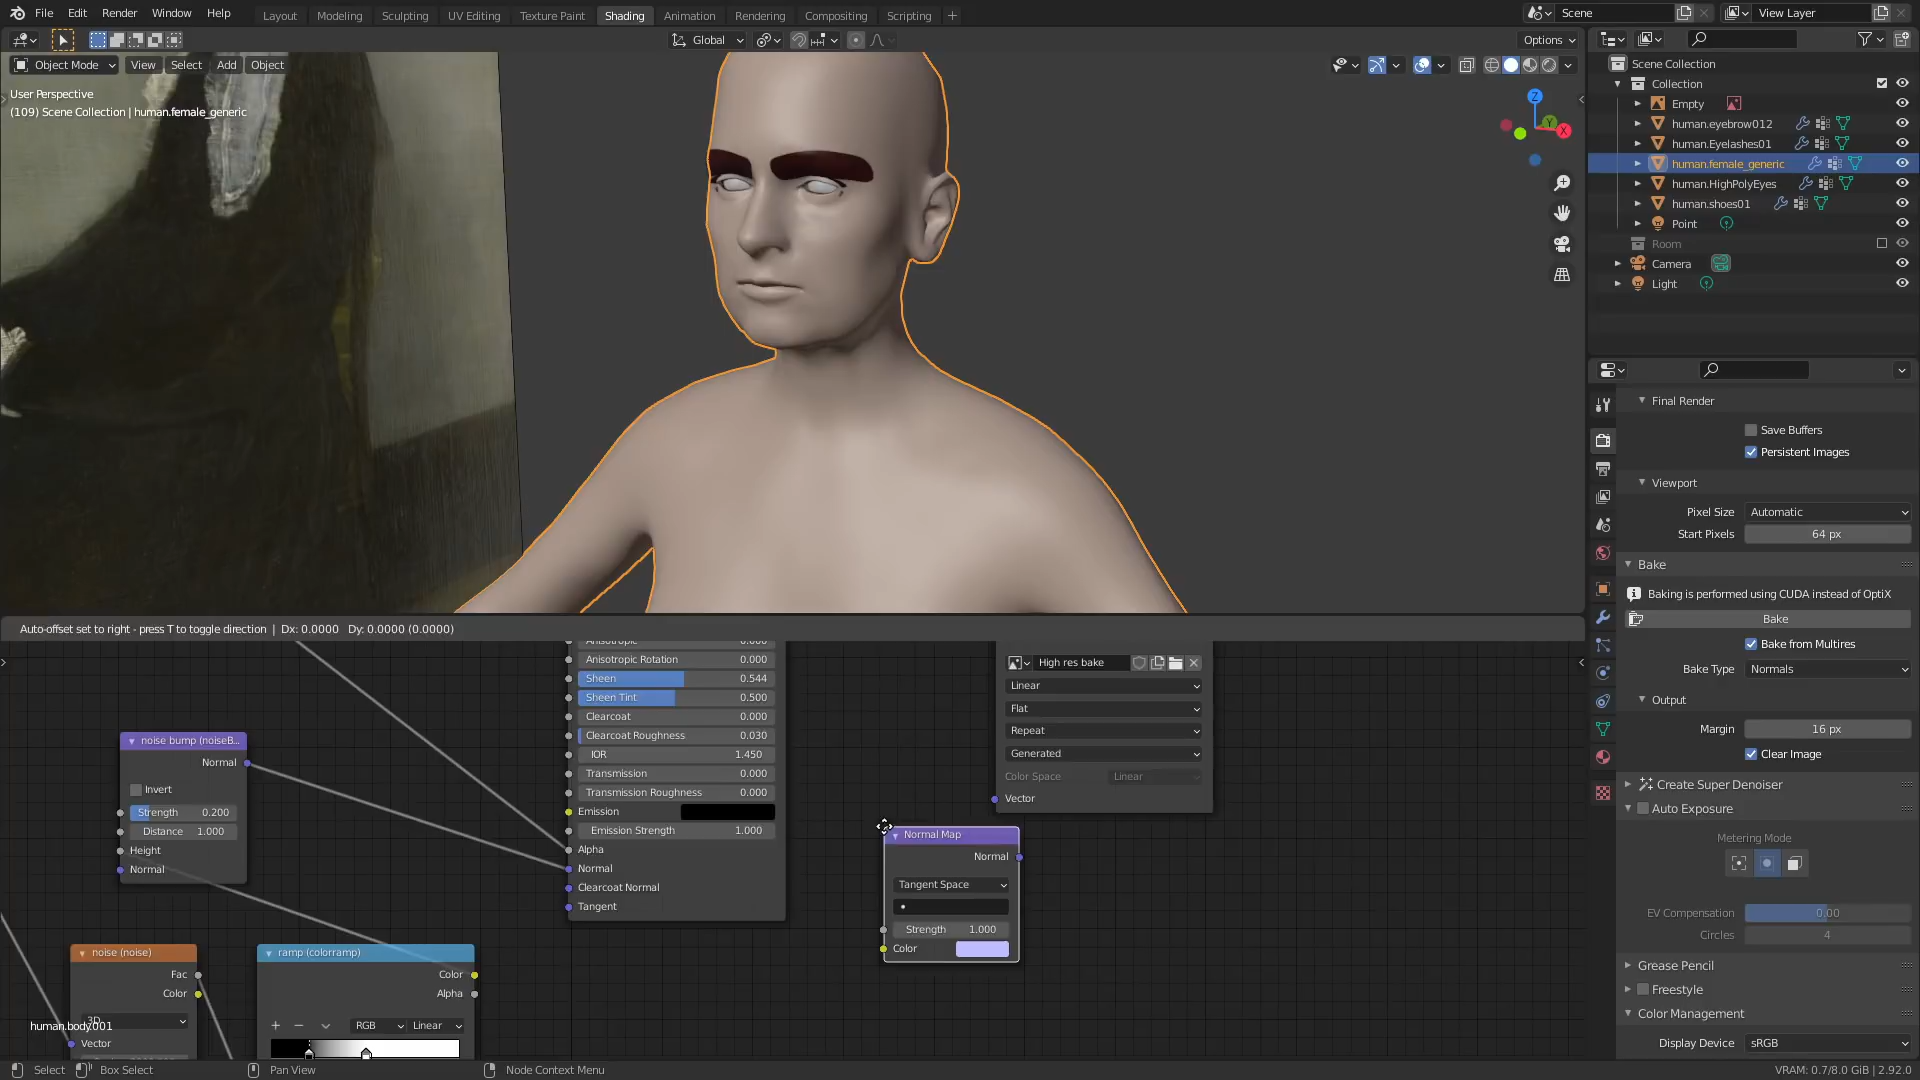 File Edit Render Window Help
Layout Modeling Sculpting UV Editing Texture Paint Shading Animation Rendering Compositing Scripting +
Scene
View Layer
Global
Options
Object Mode View Select Add Object
User Perspective
(109) Scene Collection | human.female_generic
Z
Y
X
Scene Collection
Collection
Empty
human.eyebrow012
human.Eyelashes01
human.female_generic
human.HighPolyEyes
human.shoes01
Point
Room
Camera
Light
Final Render
Save Buffers
Persistent Images
Viewport
Pixel Size Automatic
Start Pixels 64 px
Bake
Baking is performed using CUDA instead of OptiX
Bake
Bake from Multires
Bake Type Normals
Output
Margin 16 px
Clear Image
Create Super Denoiser
Auto Exposure
Metering Mode
EV Compensation 0.00
Circles 4
Grease Pencil
Freestyle
Color Management
Display Device sRGB
Auto-offset set to right - press T to toggle direction | Dx: 0.0000 Dy: 0.0000 (0.0000)
Anisotropic 0.000
Anisotropic Rotation 0.000
Sheen 0.544
Sheen Tint 0.500
Clearcoat 0.000
Clearcoat Roughness 0.030
IOR 1.450
Transmission 0.000
Transmission Roughness 0.000
Emission
Emission Strength 1.000
Alpha
Normal
Clearcoat Normal
Tangent
High res bake
Linear
Flat
Repeat
Generated
Color Space Linear
Vector
Normal Map
Normal
Tangent Space
Strength 1.000
Color
noise bump (noiseB...
Normal
Invert
Strength 0.200
Distance 1.000
Height
Normal
noise (noise)
Fac
Color
3D
Vector
ramp (colorramp)
Color
Alpha
RGB Linear
human.body.001
Select Box Select Pan View Node Context Menu
VRAM: 0.7/8.0 GiB | 2.92.0